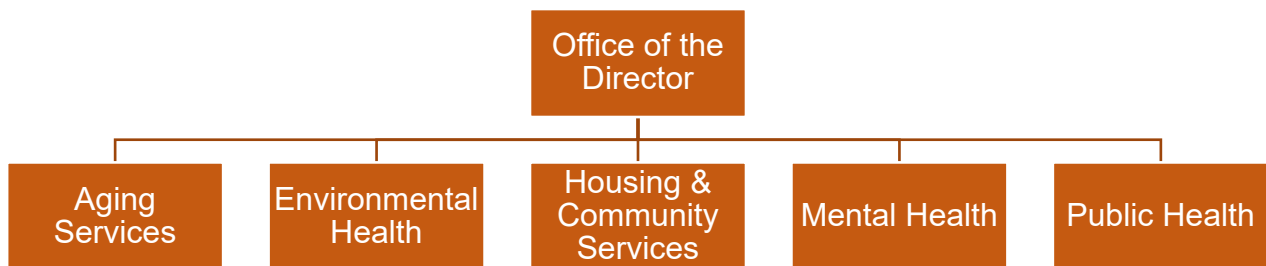 Office of the
Director
Aging
Services
Environmental
Health
Housing &
Community
Services
Mental Health
Public Health